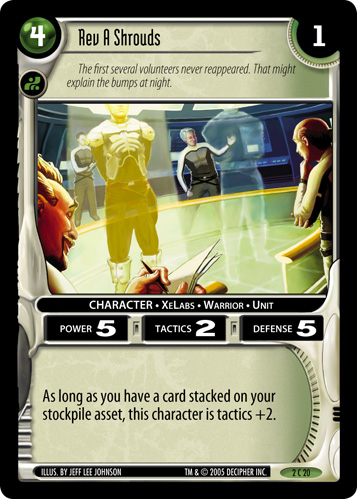 4
Rev A Shrouds
1
The first several volunteers never reappeared. That might
explain the bumps at night.
CHARACTER • XELABS • WARRIOR • UNIT
POWER 5 TACTICS 2 DEFENSE 5
As long as you have a card stacked on your
stockpile asset, this character is tactics +2.
ILLUS. BY JEFF LEE JOHNSON TM & © 2005 DECIPHER INC. 2 C 20